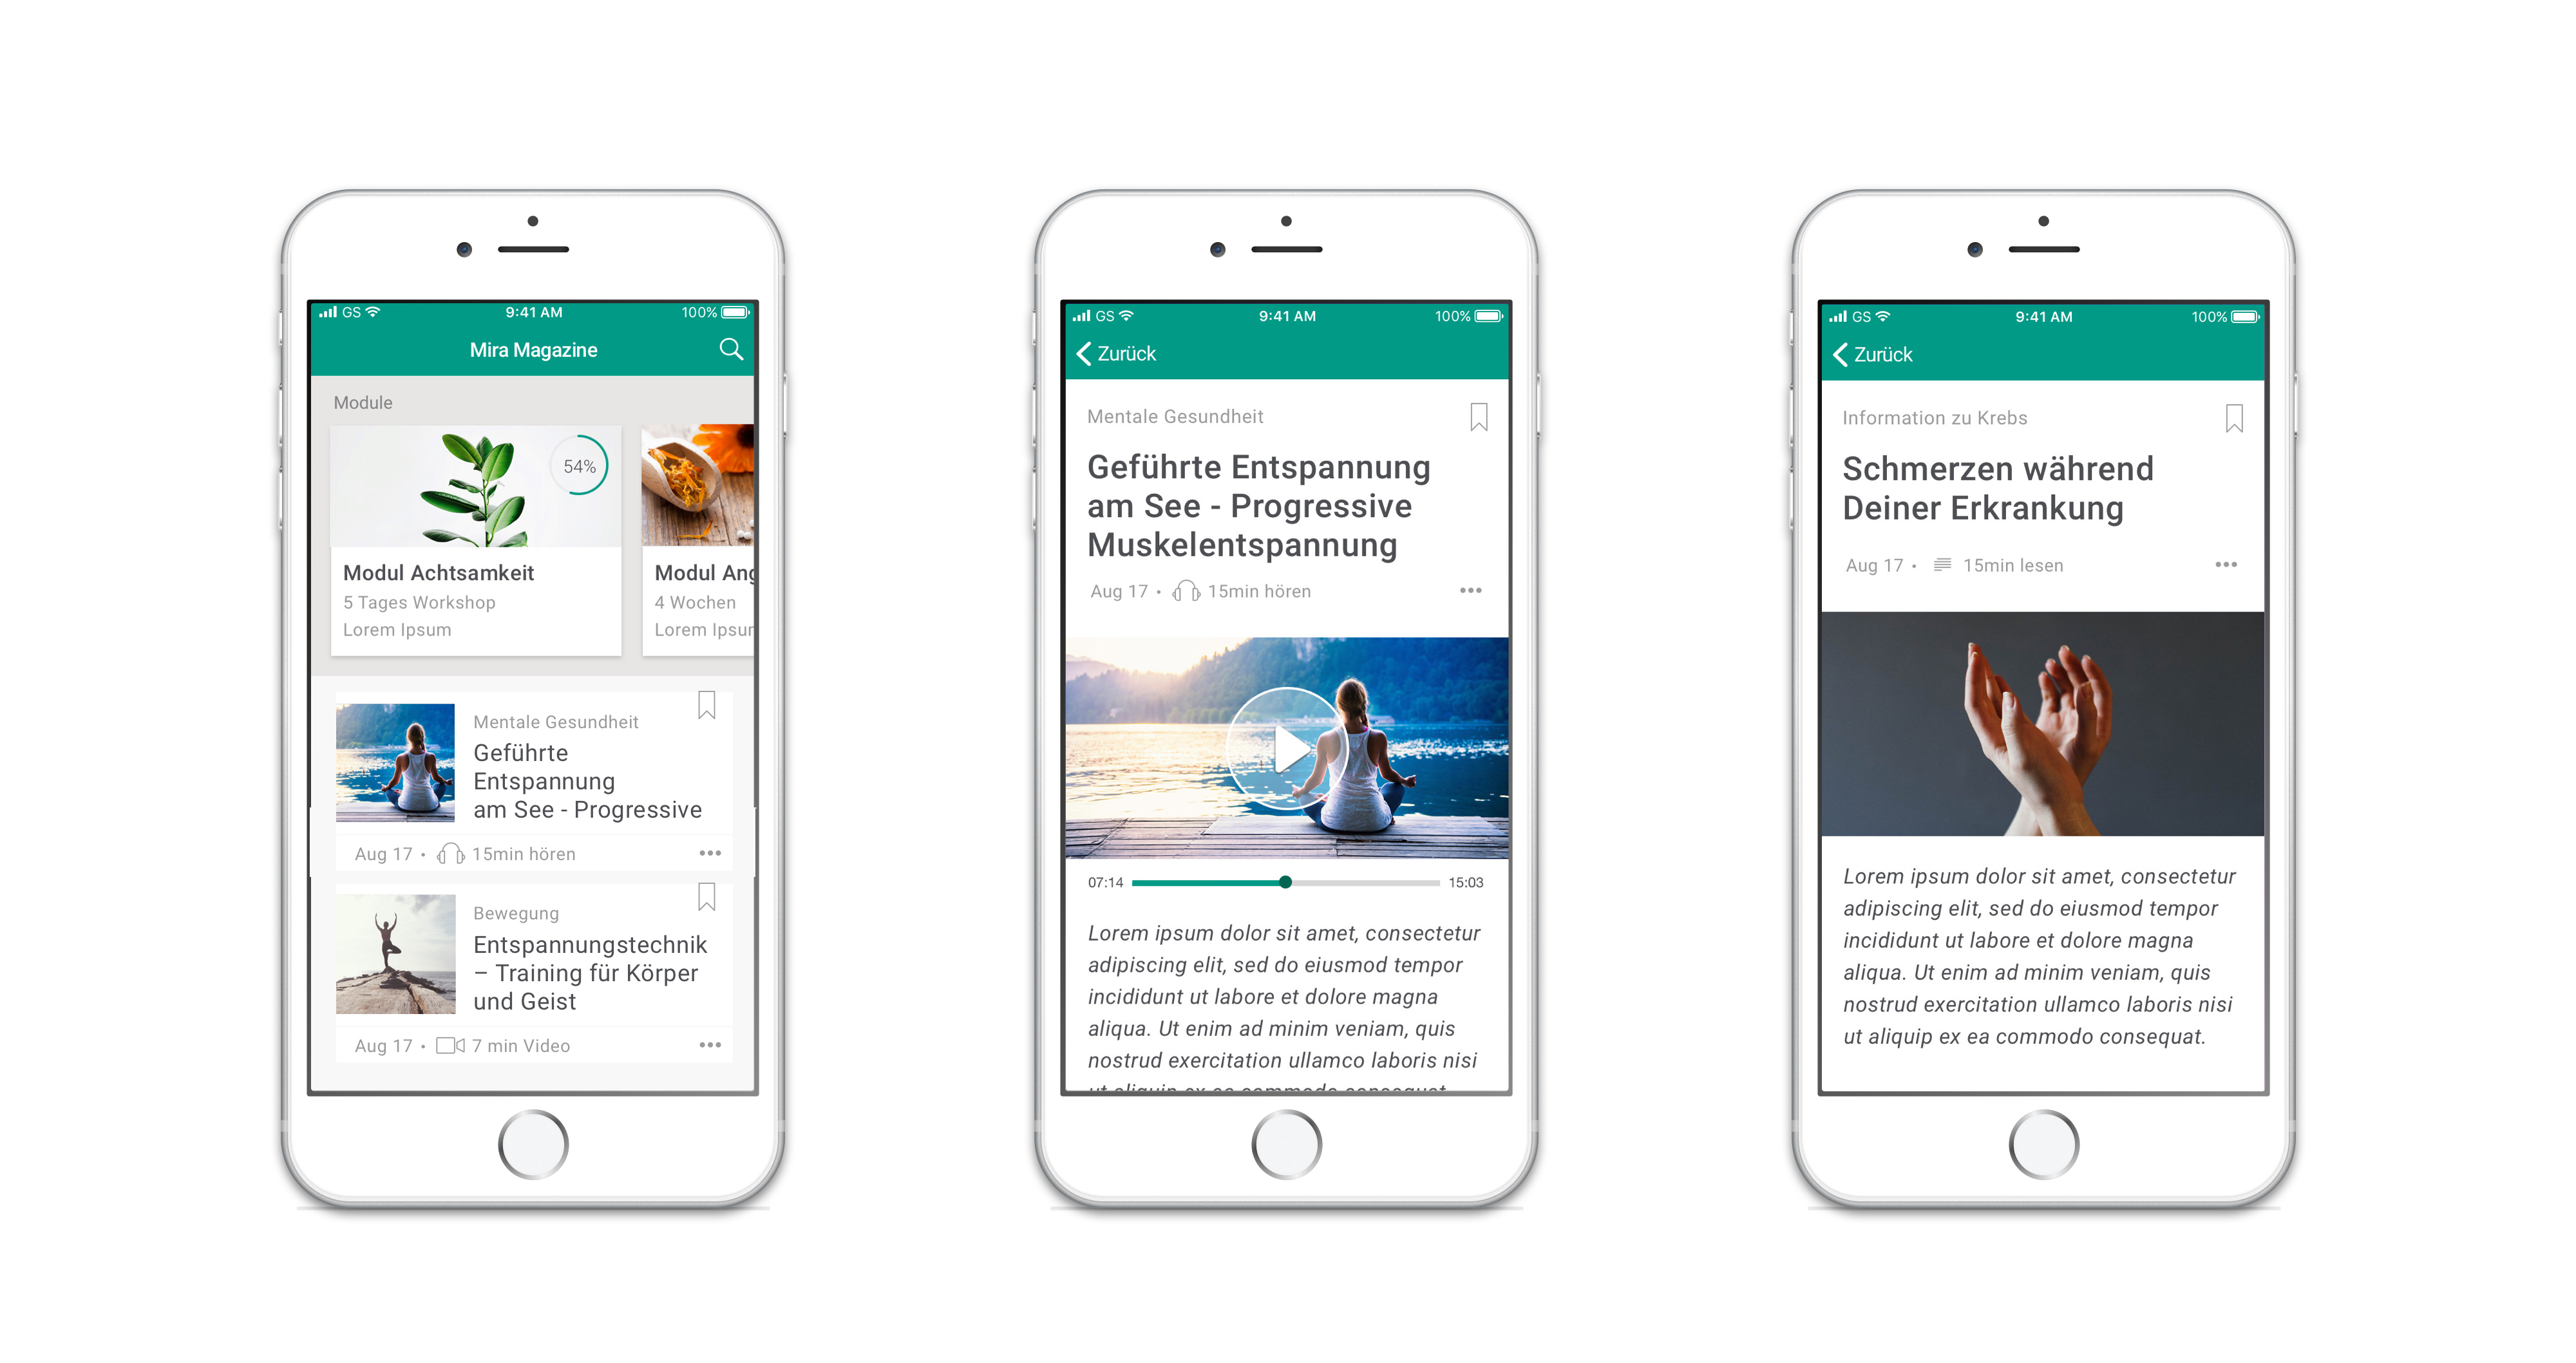 GS 9:41 AM 100%
Mira Magazine
Module
54%
Modul Achtsamkeit
5 Tages Workshop
Lorem Ipsum
Modul
4 Wochen
Lorem
Mentale Gesundheit
Geführte
Entspannung
am See - Progressive
Aug 17 • 15min hören
Bewegung
Entspannungstechnik
– Training für Körper
und Geist
Aug 17 • 7 min Video
GS 9:41 AM 100%
Zurück
Mentale Gesundheit
Geführte Entspannung
am See - Progressive
Muskelentspannung
Aug 17 • 15min hören
07:14 15:03
Lorem ipsum dolor sit amet, consectetur
adipiscing elit, sed do eiusmod tempor
incididunt ut labore et dolore magna
aliqua. Ut enim ad minim veniam, quis
nostrud exercitation ullamco laboris nisi
GS 9:41 AM 100%
Zurück
Information zu Krebs
Schmerzen während
Deiner Erkrankung
Aug 17 • 15min lesen
Lorem ipsum dolor sit amet, consectetur
adipiscing elit, sed do eiusmod tempor
incididunt ut labore et dolore magna
aliqua. Ut enim ad minim veniam, quis
nostrud exercitation ullamco laboris nisi
ut aliquip ex ea commodo consequat.